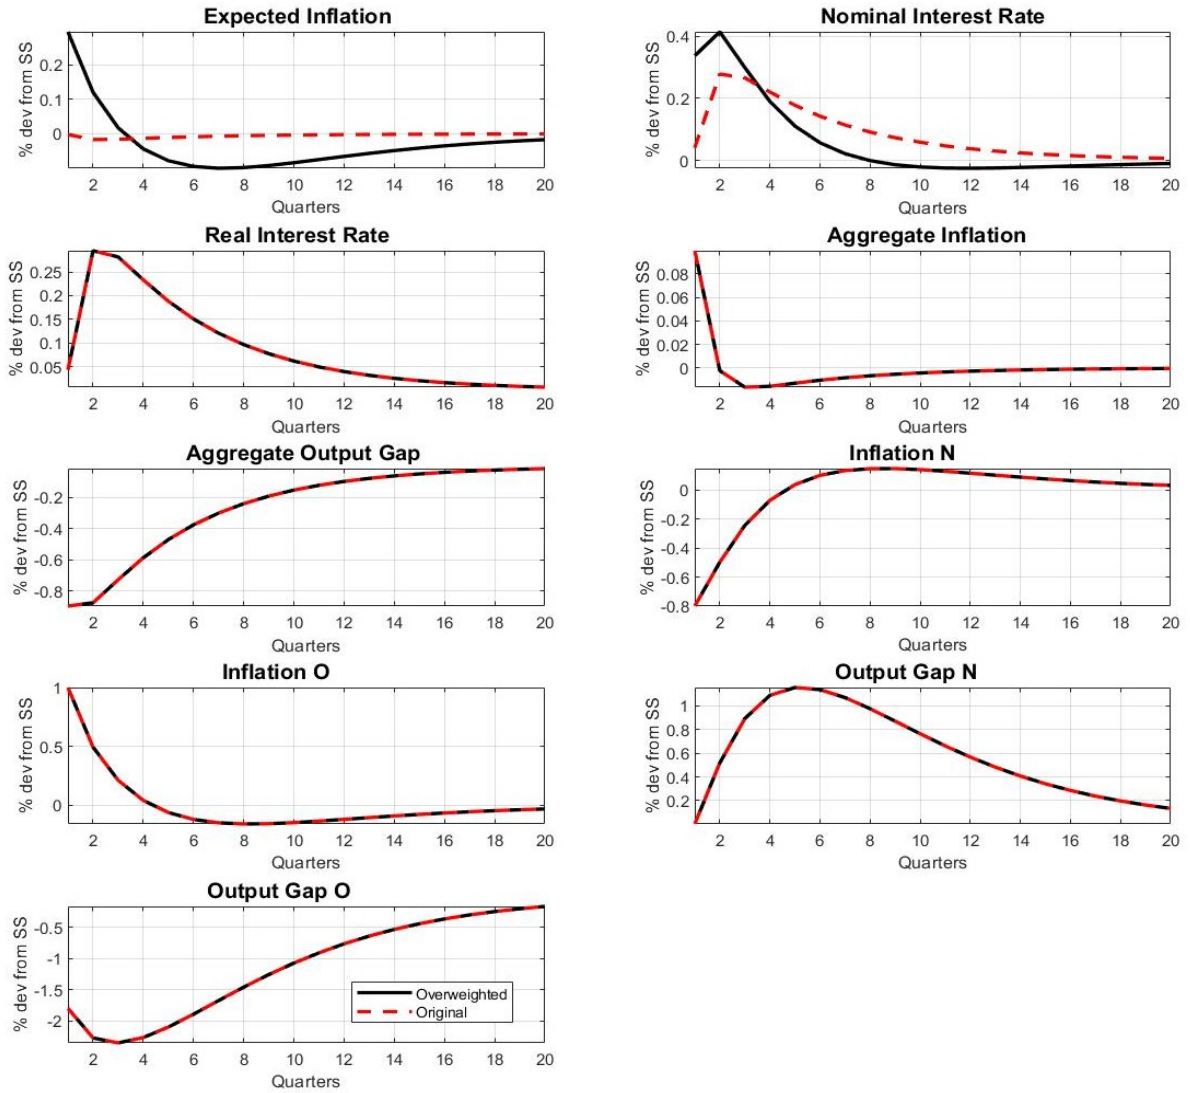 Expected Inflation
% dev from SS
0.2
0.1
0
2 4 6 8 10 12 14 16 18 20
Quarters
Nominal Interest Rate
% dev from SS
0.4
0.2
0
2 4 6 8 10 12 14 16 18 20
Quarters
Real Interest Rate
% dev from SS
0.25
0.2
0.15
0.1
0.05
2 4 6 8 10 12 14 16 18 20
Quarters
Aggregate Inflation
% dev from SS
0.08
0.06
0.04
0.02
0
2 4 6 8 10 12 14 16 18 20
Quarters
Aggregate Output Gap
% dev from SS
-0.2
-0.4
-0.6
-0.8
2 4 6 8 10 12 14 16 18 20
Quarters
Inflation N
% dev from SS
0
-0.2
-0.4
-0.6
-0.8
2 4 6 8 10 12 14 16 18 20
Quarters
Inflation O
% dev from SS
1
0.5
0
2 4 6 8 10 12 14 16 18 20
Quarters
Output Gap N
% dev from SS
1
0.8
0.6
0.4
0.2
2 4 6 8 10 12 14 16 18 20
Quarters
Output Gap O
% dev from SS
-0.5
-1
-1.5
-2
Overweighted
Original
2 4 6 8 10 12 14 16 18 20
Quarters